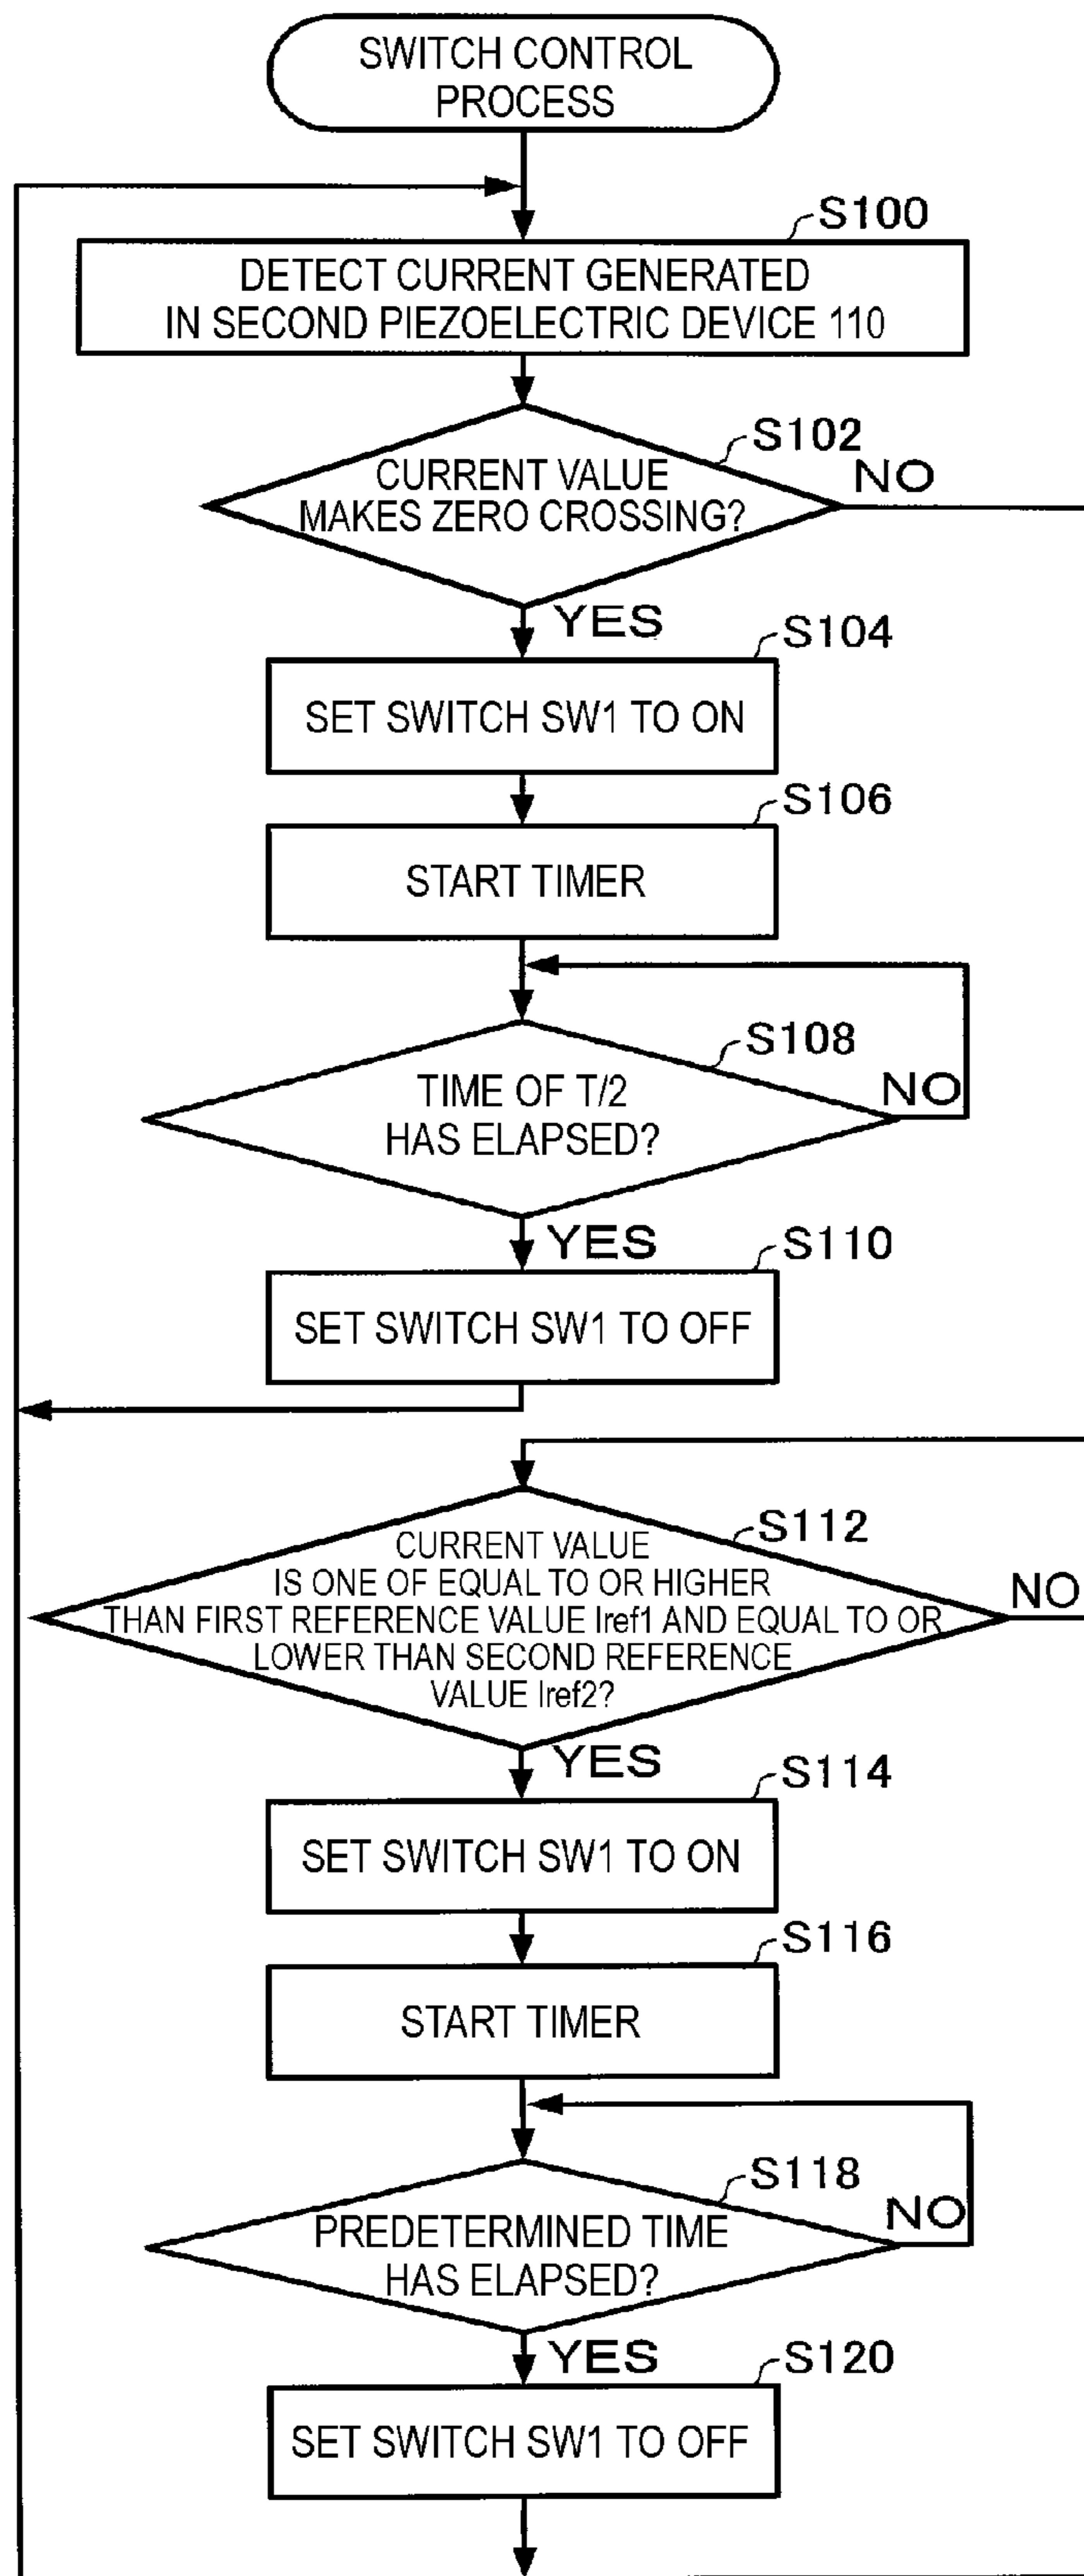 SWITCH CONTROL
PROCESS
S100
DETECT CURRENT GENERATED
IN SECOND PIEZOELECTRIC DEVICE 110
S102
CURRENT VALUE
MAKES ZERO CROSSING?
NO
YES
S104
SET SWITCH SW1 TO ON
S106
START TIMER
S108
TIME OF T/2
HAS ELAPSED?
NO
YES
S110
SET SWITCH SW1 TO OFF
S112
CURRENT VALUE
IS ONE OF EQUAL TO OR HIGHER
THAN FIRST REFERENCE VALUE Iref1 AND EQUAL TO OR
LOWER THAN SECOND REFERENCE
VALUE Iref2?
NO
YES
S114
SET SWITCH SW1 TO ON
S116
START TIMER
S118
PREDETERMINED TIME
HAS ELAPSED?
NO
YES
S120
SET SWITCH SW1 TO OFF